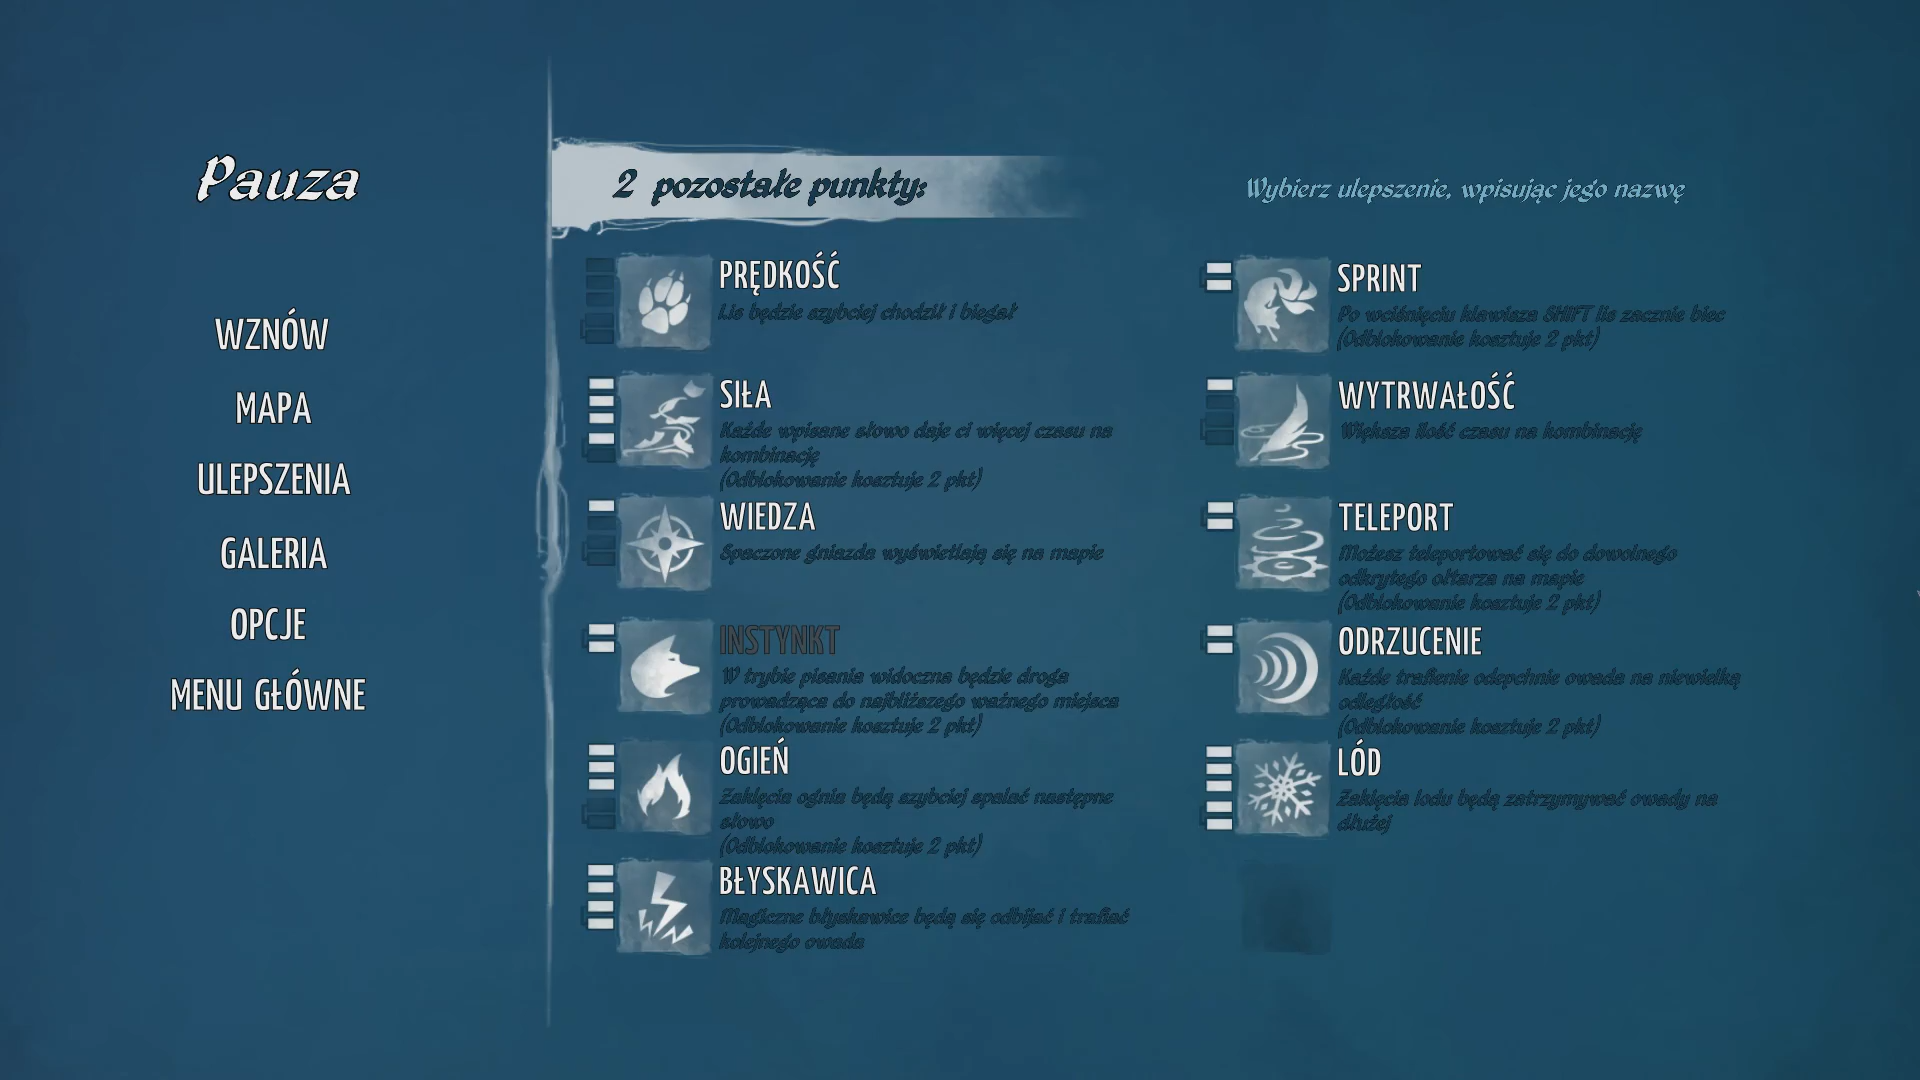 Pauza
WZNÓW
MAPA
ULEPSZENIA
GALERIA
OPCJE
MENU GŁÓWNE
2 pozostałe punkty:
Wybierz ulepszenie, wpisując jego nazwę
PRĘDKOŚĆ
Lis będzie szybciej chodził i biegał
SIŁA
Każde wpisane słowo daje ci więcej czasu na
kombinację
(Odblokowanie kosztuje 2 pkt)
WIEDZA
Spaczone gniazda wyświetlają się na mapie
INSTYNKT
W trybie pisania widoczna będzie droga
prowadząca do najbliższego ważnego miejsca
(Odblokowanie kosztuje 2 pkt)
OGIEŃ
Zaklęcia ognia będą szybciej spalać następne
słowo
(Odblokowanie kosztuje 2 pkt)
BŁYSKAWICA
Magiczne błyskawice będą się odbijać i trafiać
kolejnego owada
SPRINT
Po wciśnięciu klawisza SHIFT lis zacznie biec
(Odblokowanie kosztuje 2 pkt)
WYTRWAŁOŚĆ
Większa ilość czasu na kombinację
TELEPORT
Możesz teleportować się do dowolnego
odkrytego ołtarza na mapie
(Odblokowanie kosztuje 2 pkt)
ODRZUCENIE
Każde trafienie odepchnie owada na niewielką
odległość
(Odblokowanie kosztuje 2 pkt)
LÓD
Zaklęcia lodu będą zatrzymywać owady na
dłużej